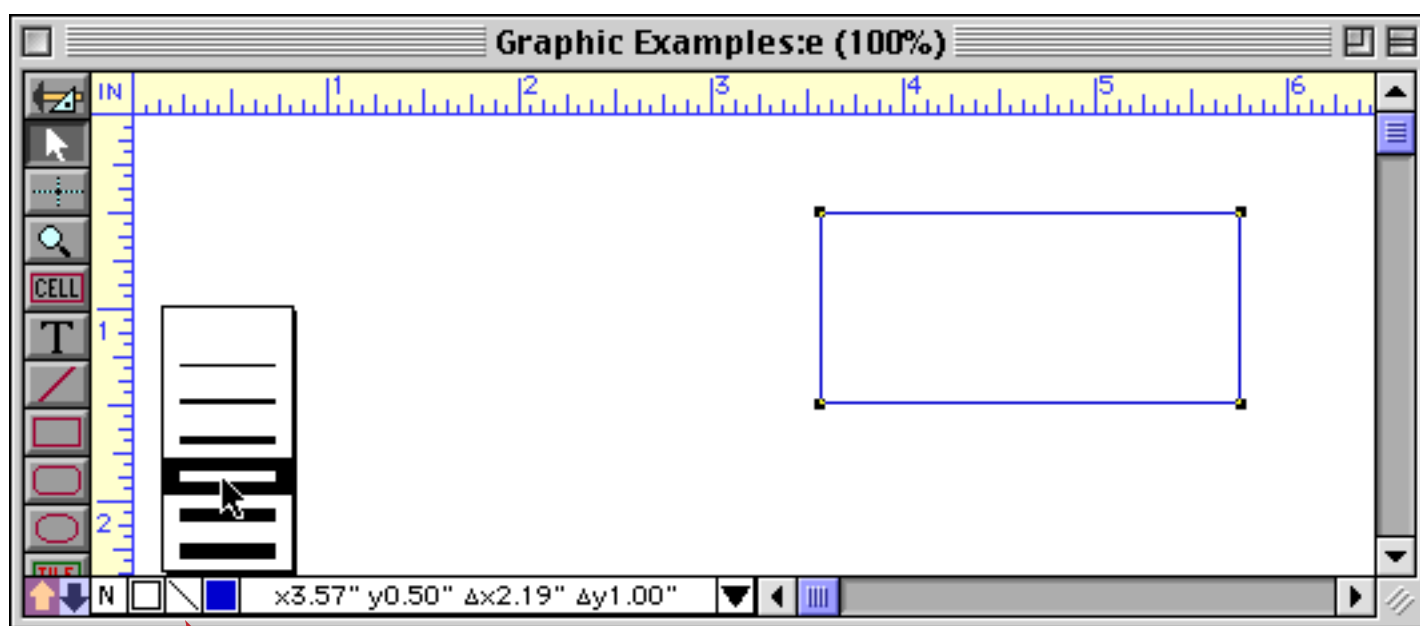 Graphic Examples:e (100%)
IN 1 2 3 4 5 6
CELL
T
1
2
N x3.57" y0.50" Δx2.19" Δy1.00"